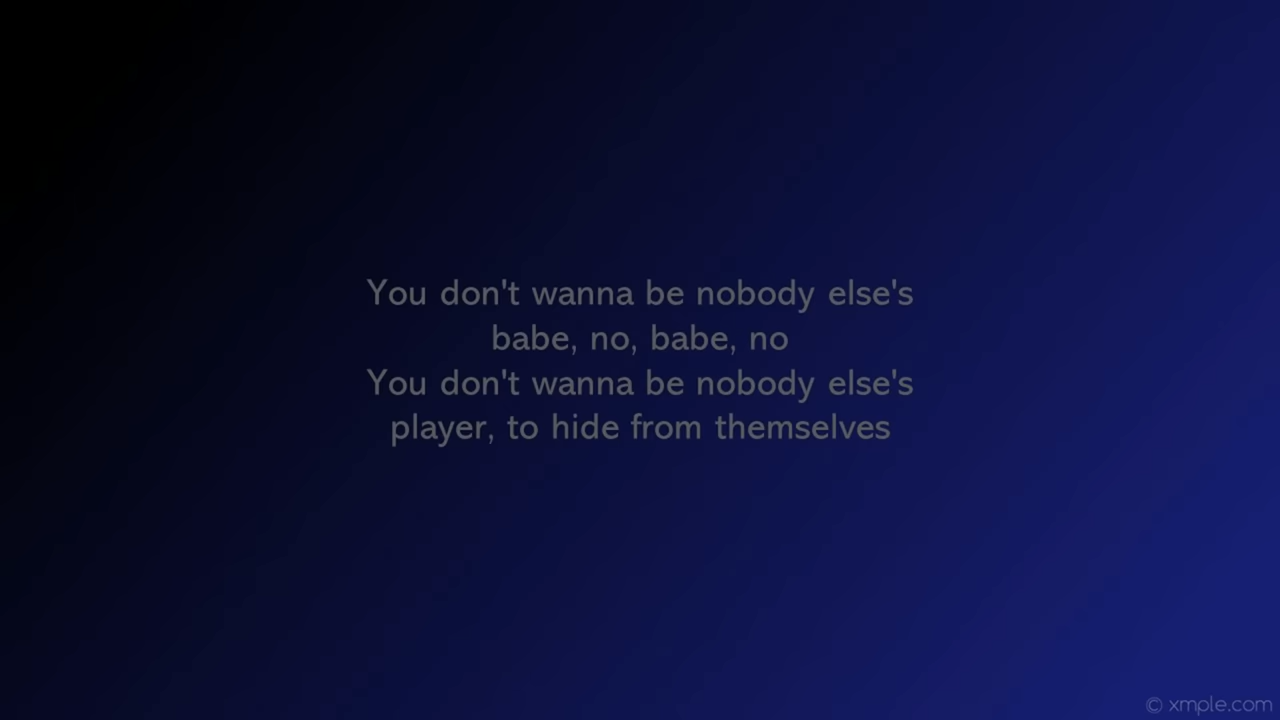 You don't wanna be nobody else's
babe, no, babe, no
You don't wanna be nobody else's
player, to hide from themselves
© xmple.com